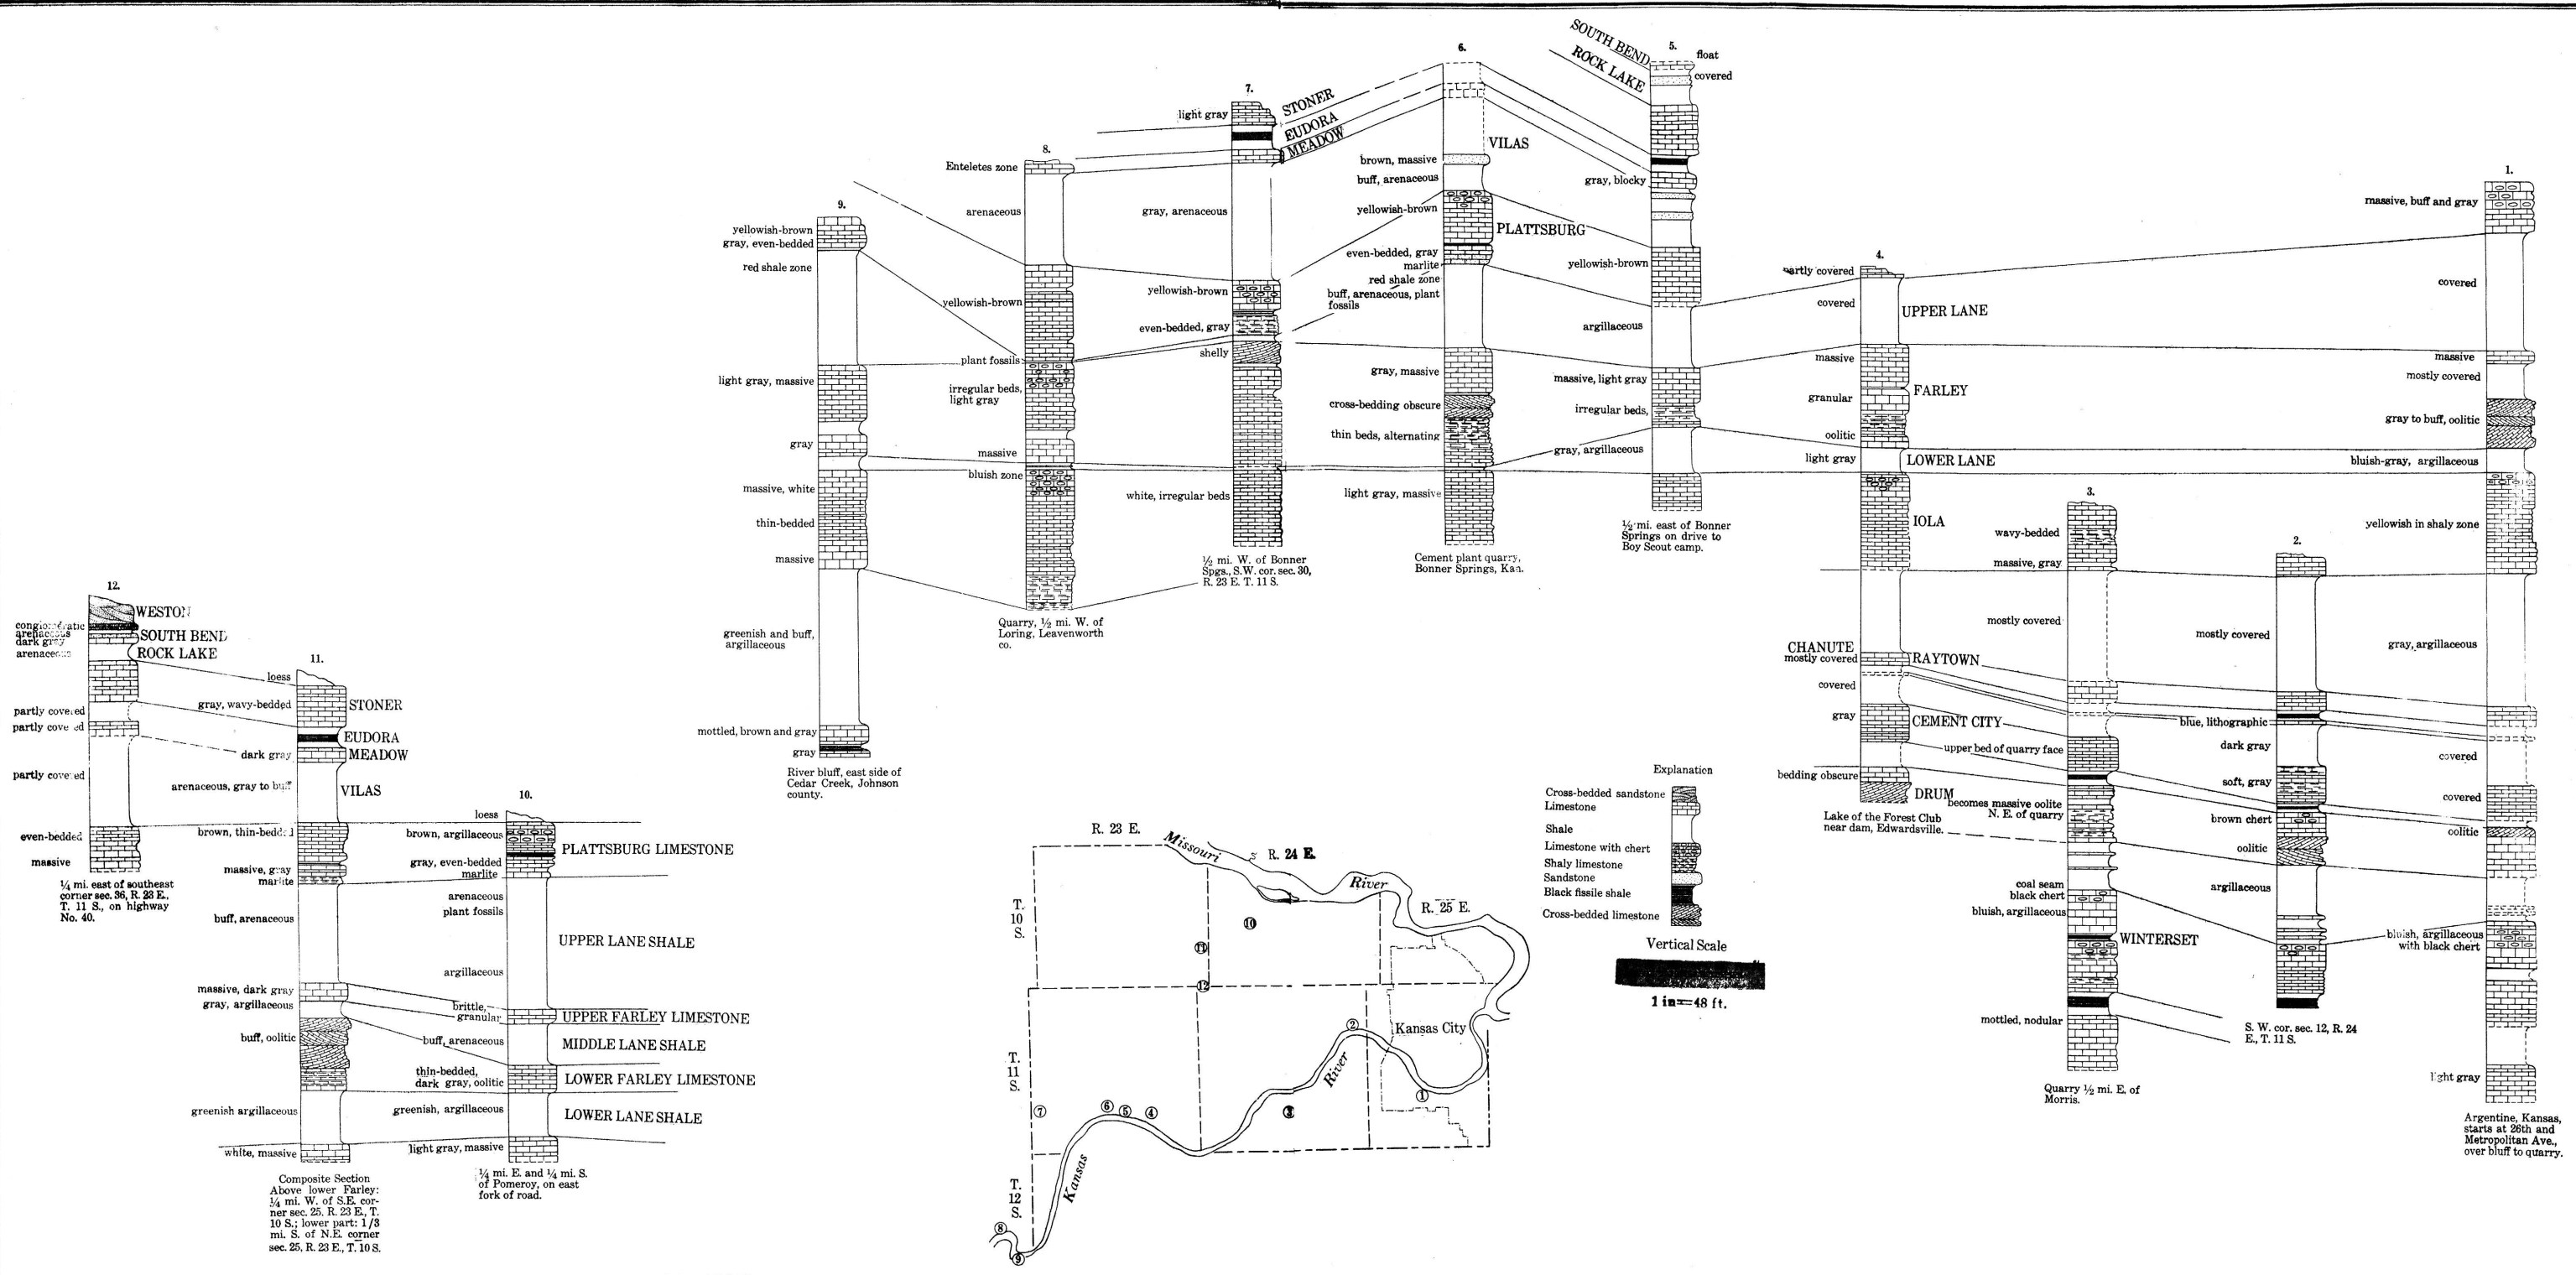 12.
WESTON
conglomeratic
arenaceous
dark gray
arenaceous
SOUTH BEND
ROCK LAKE
partly covered
partly covered
partly covered
even-bedded
massive
¼ mi. east of southeast
corner sec. 36, R. 23 E.,
T. 11 S., on highway
No. 40.
11.
loess
gray, wavy-bedded
STONER
EUDORA
dark gray
MEADOW
arenaceous, gray to buff
VILAS
brown, thin-bedded
massive, gray
marlite
buff, arenaceous
massive, dark gray
gray, argillaceous
buff, oolitic
greenish argillaceous
white, massive
Composite Section
Above lower Farley:
¼ mi. W. of S.E. cor-
ner sec. 25, R. 23 E., T.
10 S.; lower part: 1/3
mi. S. of N.E. corner
sec. 25, R. 23 E., T. 10 S.
10.
loess
brown, argillaceous
PLATTSBURG LIMESTONE
gray, even-bedded
marlite
arenaceous
plant fossils
UPPER LANE SHALE
argillaceous
brittle,
granular
UPPER FARLEY LIMESTONE
buff, arenaceous
MIDDLE LANE SHALE
thin-bedded,
dark gray, oolitic
LOWER FARLEY LIMESTONE
greenish, argillaceous
LOWER LANE SHALE
light gray, massive
¼ mi. E. and ¼ mi. S.
of Pomeroy, on east
fork of road.
9.
yellowish-brown
gray, even-bedded
red shale zone
light gray, massive
gray
massive, white
thin-bedded
massive
greenish and buff,
argillaceous
mottled, brown and gray
gray
River bluff, east side of
Cedar Creek, Johnson
county.
8.
Enteletes zone
arenaceous
yellowish-brown
plant fossils
irregular beds,
light gray
massive
bluish zone
Quarry, ½ mi. W. of
Loring, Leavenworth
co.
7.
light gray
STONER
EUDORA
MEADOW
gray, arenaceous
yellowish-brown
even-bedded, gray
shelly
white, irregular beds
½ mi. W. of Bonner
Spgs., S.W. cor. sec. 30,
R. 23 E. T. 11 S.
6.
VILAS
brown, massive
buff, arenaceous
yellowish-brown
PLATTSBURG
even-bedded, gray
marlite
red shale zone
buff, arenaceous, plant
fossils
gray, massive
cross-bedding obscure
thin beds, alternating
light gray, massive
Cement plant quarry,
Bonner Springs, Kan.
SOUTH BEND
ROCK LAKE
5.
float
covered
gray, blocky
yellowish-brown
argillaceous
massive, light gray
irregular beds,
gray, argillaceous
½ mi. east of Bonner
Springs on drive to
Boy Scout camp.
4.
partly covered
covered
UPPER LANE
massive
granular
FARLEY
oolitic
light gray
LOWER LANE
IOLA
CHANUTE
mostly covered
RAYTOWN
covered
gray
CEMENT CITY
bedding obscure
DRUM
Lake of the Forest Club
near dam, Edwardsville.
3.
wavy-bedded
massive, gray
mostly covered
upper bed of quarry face
becomes massive oolite
N. E. of quarry
coal seam
black chert
bluish, argillaceous
WINTERSET
mottled, nodular
Quarry ½ mi. E. of
Morris.
2.
mostly covered
blue, lithographic
dark gray
soft, gray
brown chert
oolitic
argillaceous
S. W. cor. sec. 12, R. 24
E., T. 11 S.
1.
massive, buff and gray
covered
massive
mostly covered
gray to buff, oolitic
bluish-gray, argillaceous
yellowish in shaly zone
gray, argillaceous
covered
covered
oolitic
bluish, argillaceous
with black chert
light gray
Argentine, Kansas,
starts at 26th and
Metropolitan Ave.,
over bluff to quarry.
Explanation
Cross-bedded sandstone
Limestone
Shale
Limestone with chert
Shaly limestone
Sandstone
Black fissile shale
Cross-bedded limestone
Vertical Scale
1 in=48 ft.
R. 23 E.
Missouri
R. 24 E.
River
R. 25 E.
T.
10
S.
10
11
12
2
Kansas City
T.
11
S.
River
1
7
6
5
4
3
T.
12
S.
Kansas
8
9